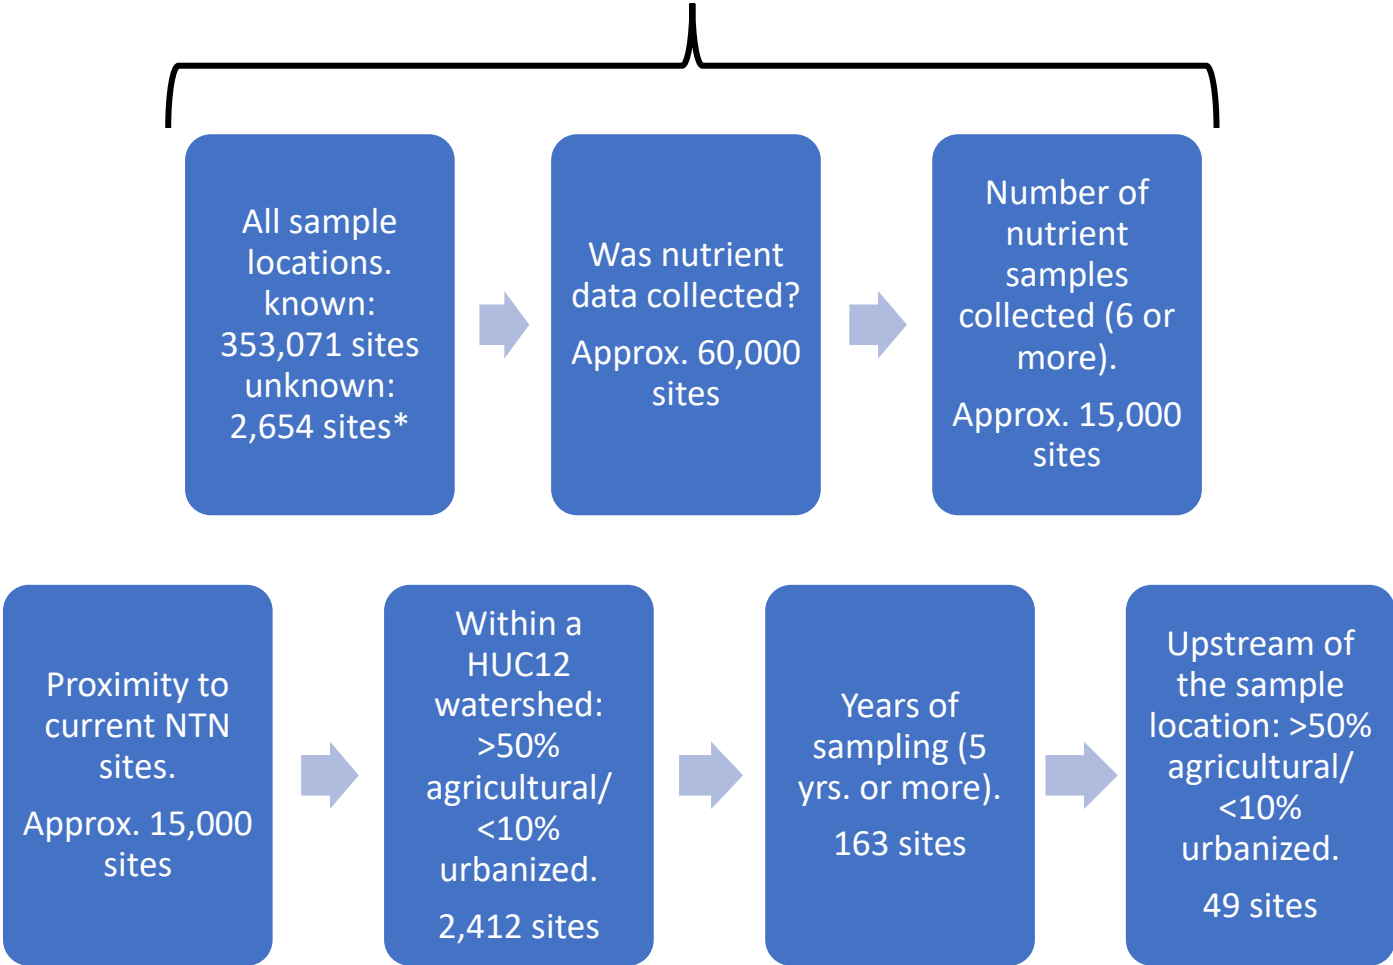 All sample
locations.
known:
353,071 sites
unknown:
2,654 sites*
Was nutrient
data collected?
Approx. 60,000
sites
Number of
nutrient
samples
collected (6 or
more).
Approx. 15,000
sites
Proximity to
current NTN
sites.
Approx. 15,000
sites
Within a
HUC12
watershed:
>50%
agricultural/
<10%
urbanized.
2,412 sites
Years of
sampling (5
yrs. or more).
163 sites
Upstream of
the sample
location: >50%
agricultural/
<10%
urbanized.
49 sites